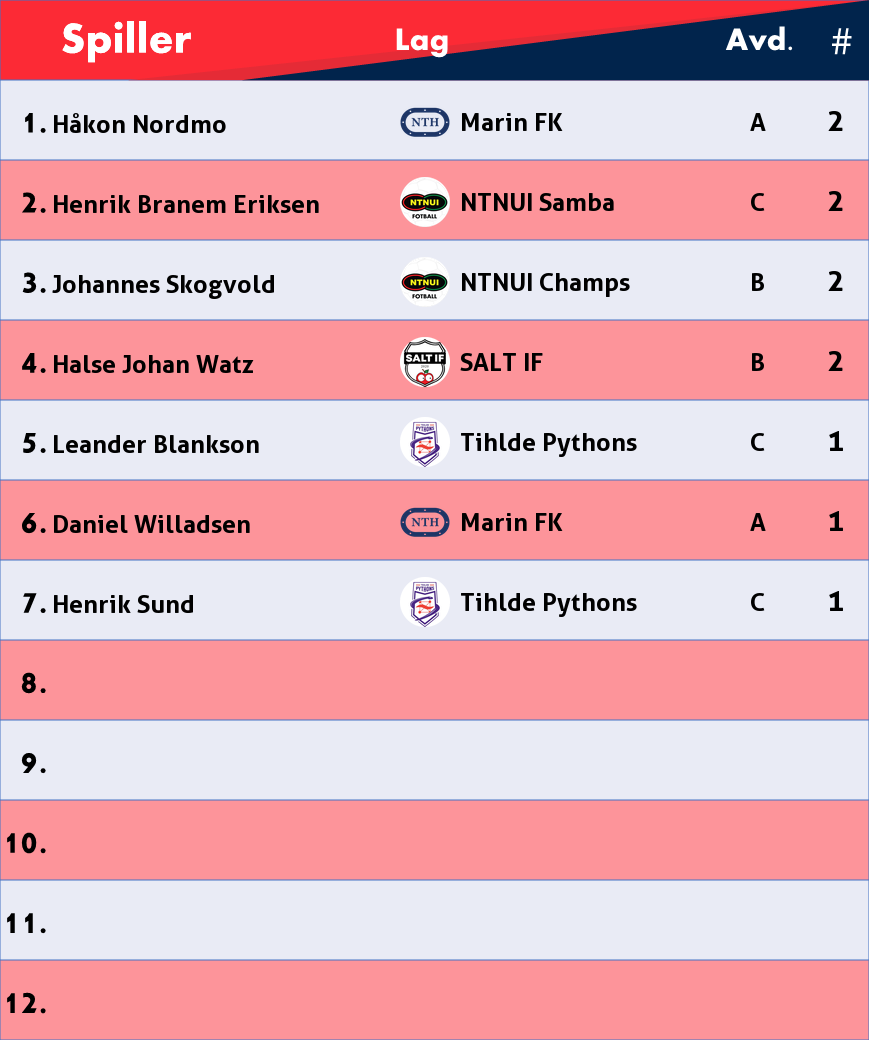 Spiller Lag Avd. #
1. Håkon Nordmo NTH Marin FK A 2
2. Henrik Branem Eriksen NTNUI FOTBALL NTNUI Samba C 2
3. Johannes Skogvold NTNUI FOTBALL NTNUI Champs B 2
4. Halse Johan Watz SALT IF SALT IF B 2
5. Leander Blankson PYTHONS Tihlde Pythons C 1
6. Daniel Willadsen NTH Marin FK A 1
7. Henrik Sund PYTHONS Tihlde Pythons C 1
8.
9.
10.
11.
12.